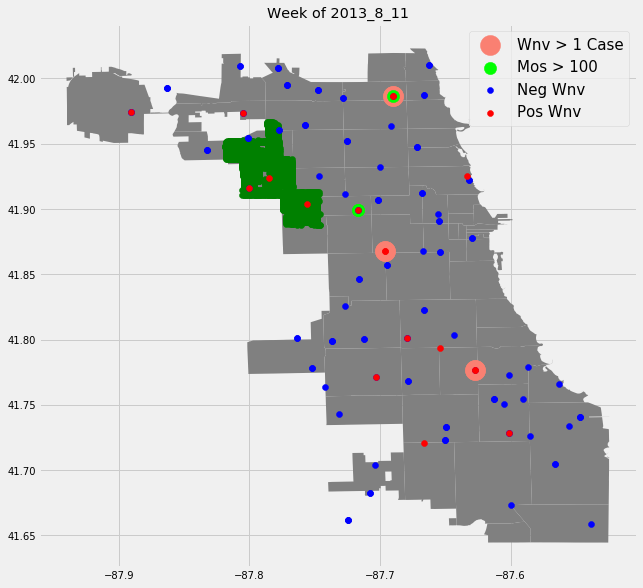 Week of 2013_8_11
Wnv > 1 Case
Mos > 100
Neg Wnv
Pos Wnv
42.00
41.95
41.90
41.85
41.80
41.75
41.70
41.65
−87.9
−87.8
−87.7
−87.6